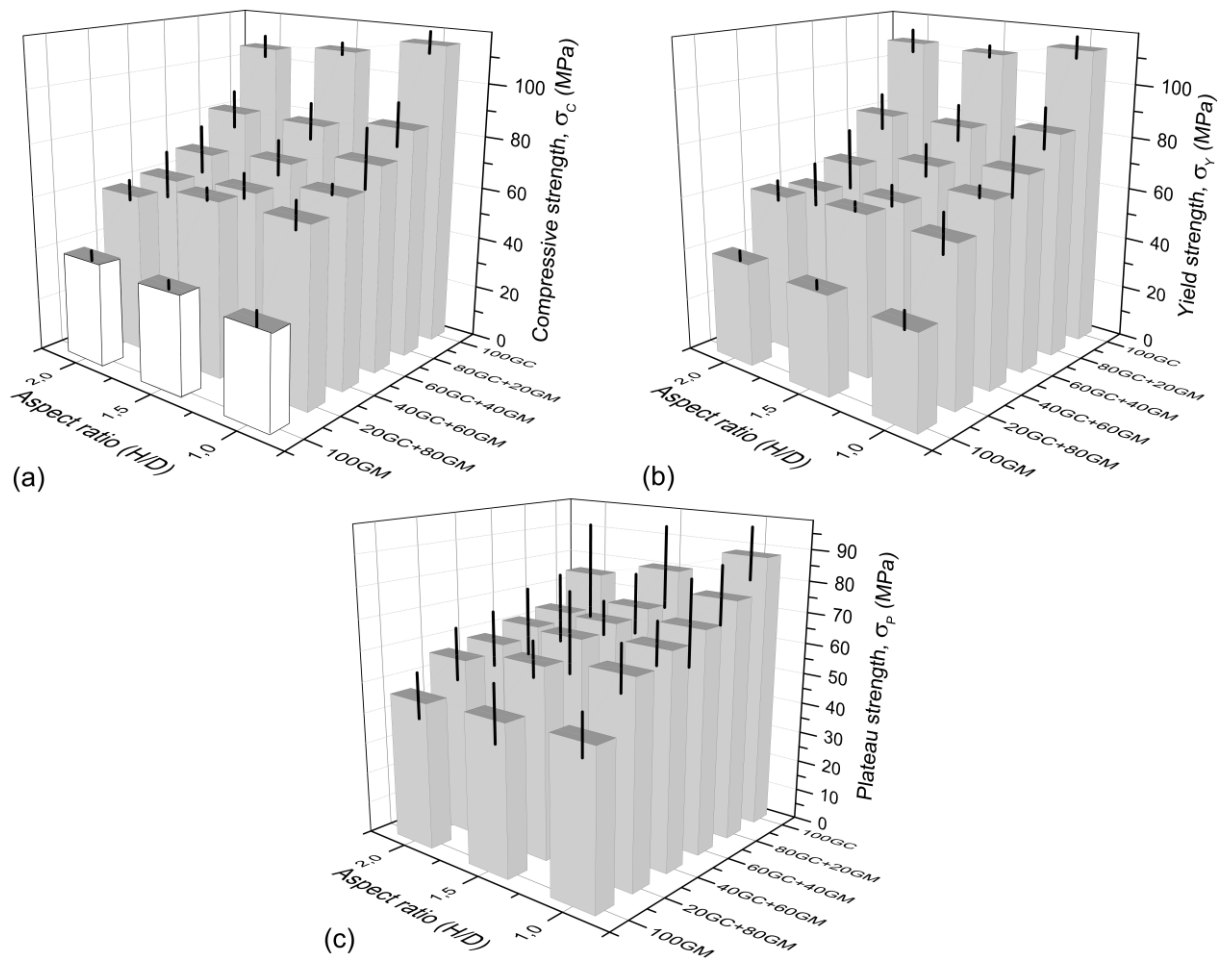 100
80
60
40
20
0
Compressive strength, σC (MPa)
2,0
1,5
1,0
Aspect ratio (H/D)
100GC
80GC+20GM
60GC+40GM
40GC+60GM
20GC+80GM
100GM
(a)
100
80
60
40
20
0
Yield strength, σY (MPa)
2,0
1,5
1,0
Aspect ratio (H/D)
100GC
80GC+20GM
60GC+40GM
40GC+60GM
20GC+80GM
100GM
(b)
90
80
70
60
50
40
30
20
10
0
Plateau strength, σP (MPa)
2,0
1,5
1,0
Aspect ratio (H/D)
100GC
80GC+20GM
60GC+40GM
40GC+60GM
20GC+80GM
100GM
(c)